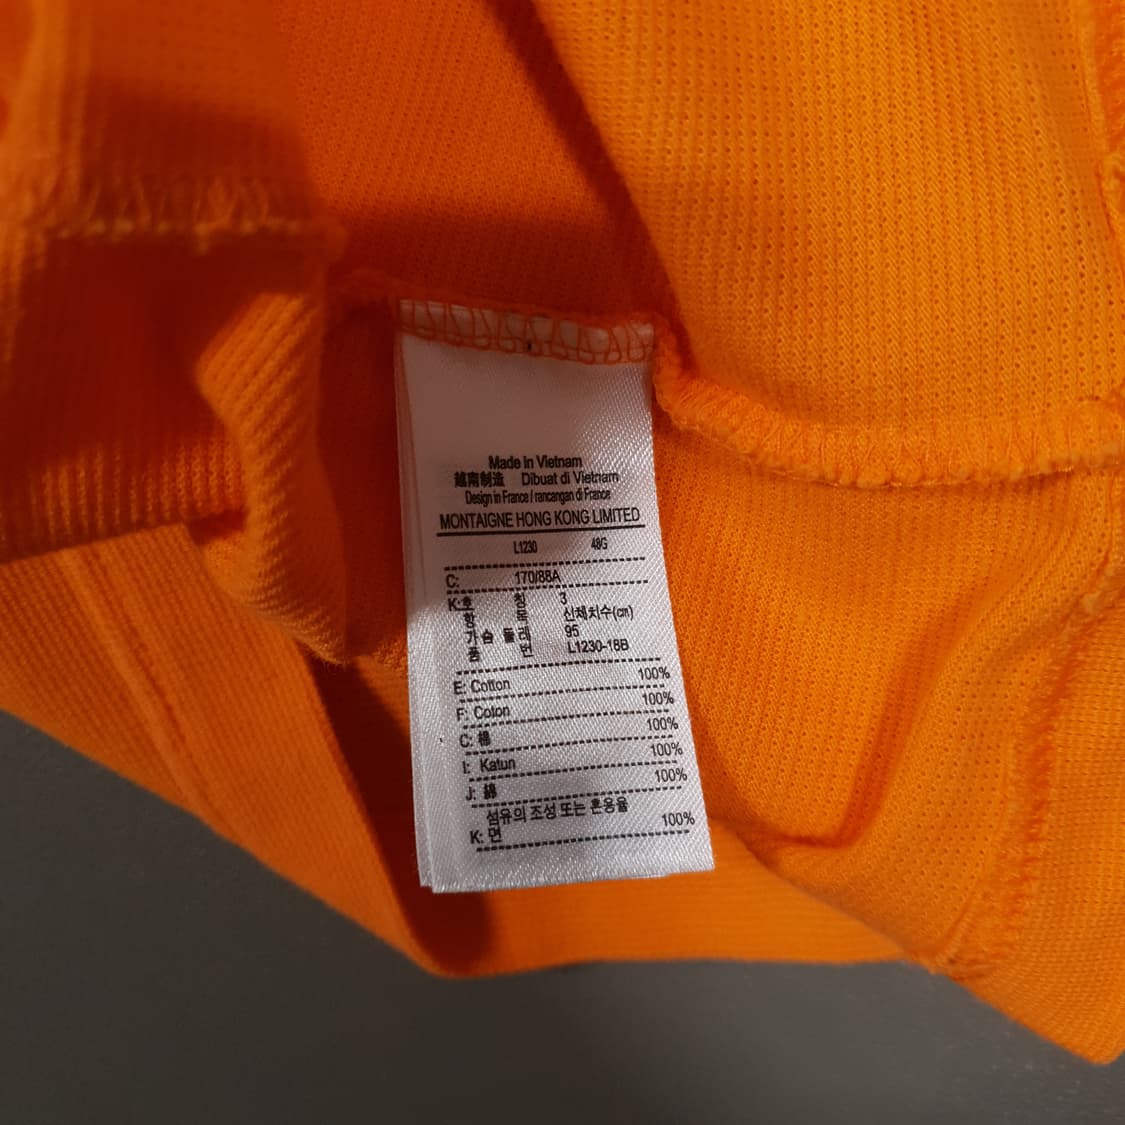 Made in Vietnam
越南制造 Dibuat di Vietnam
Design in France / rancangan di France
MONTAIGNE HONG KONG LIMITED
L1230 48G
C: 170/88A
K: 호 칭 3
항 목 신체치수(cm)
가 슴 둘 레 95
품 번 L1230-18B
E: Cotton 100%
F: Coton 100%
C: 棉 100%
I: Katun 100%
J: 綿 100%
섬유의 조성 또는 혼용율
K: 면 100%